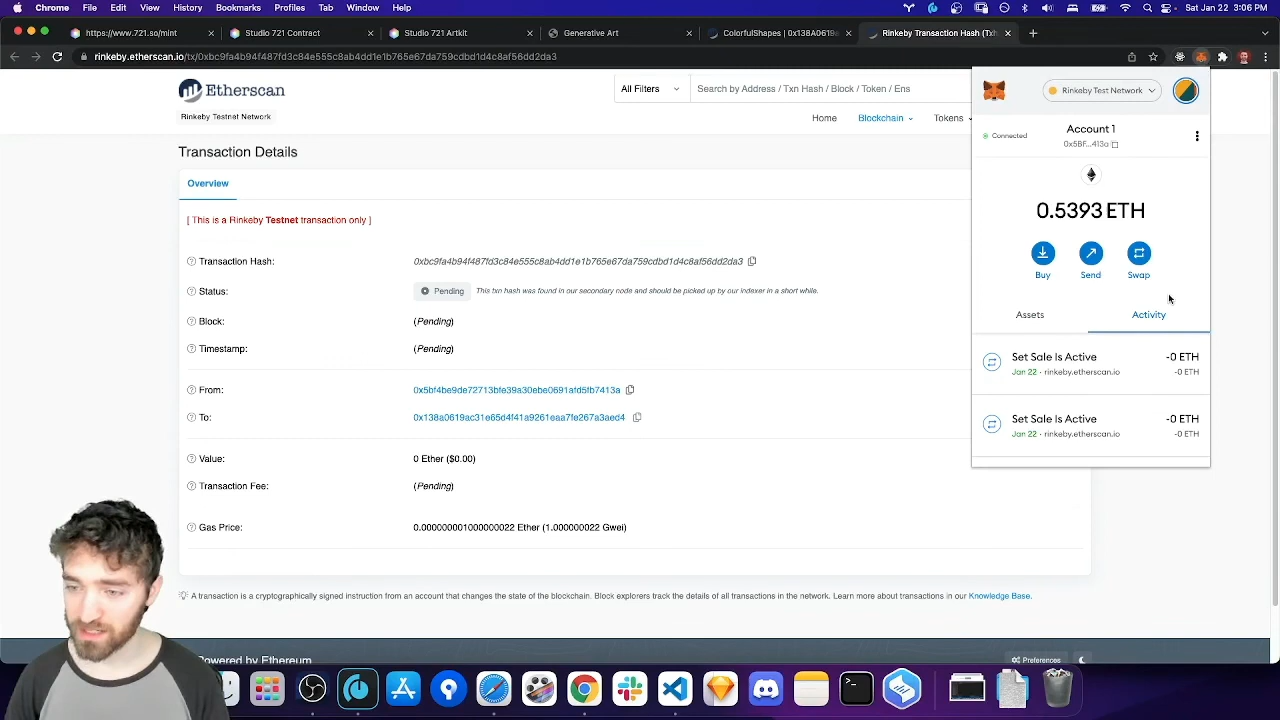 Chrome File Edit View History Bookmarks Profiles Tab Window Help
Sat Jan 22 3:06 PM
https://www.721.so/mint
Studio 721 Contract
Studio 721 Artkit
Generative Art
ColorfulShapes | 0x138A0619
Rinkeby Transaction Hash (Txh
rinkeby.etherscan.io/tx/0xbc9fa4b94f487fd3c84e555c8ab4dd1e1b765e67da759cdbd1d4c8af56dd2da3
Etherscan
Rinkeby Testnet Network
All Filters
Search by Address / Txn Hash / Block / Token / Ens
Home
Blockchain
Tokens
Transaction Details
Overview
[ This is a Rinkeby Testnet transaction only ]
Transaction Hash:
0xbc9fa4b94f487fd3c84e555c8ab4dd1e1b765e67da759cdbd1d4c8af56dd2da3
Status:
Pending
This txn hash was found in our secondary node and should be picked up by our indexer in a short while.
Block:
(Pending)
Timestamp:
(Pending)
From:
0x5bf4be9de72713bfe39a30ebe0691afd5fb7413a
To:
0x138a0619ac31e65d4f41a9261eaa7fe267a3aed4
Value:
0 Ether ($0.00)
Transaction Fee:
(Pending)
Gas Price:
0.000000001000000022 Ether (1.000000022 Gwei)
A transaction is a cryptographically signed instruction from an account that changes the state of the blockchain. Block explorers track the details of all transactions in the network. Learn more about transactions in our Knowledge Base.
Powered by Ethereum
Preferences
Rinkeby Test Network
Connected
Account 1
0x5BF...413a
0.5393 ETH
Buy
Send
Swap
Assets
Activity
Set Sale Is Active
-0 ETH
Jan 22 · rinkeby.etherscan.io
-0 ETH
Set Sale Is Active
-0 ETH
Jan 22 · rinkeby.etherscan.io
-0 ETH